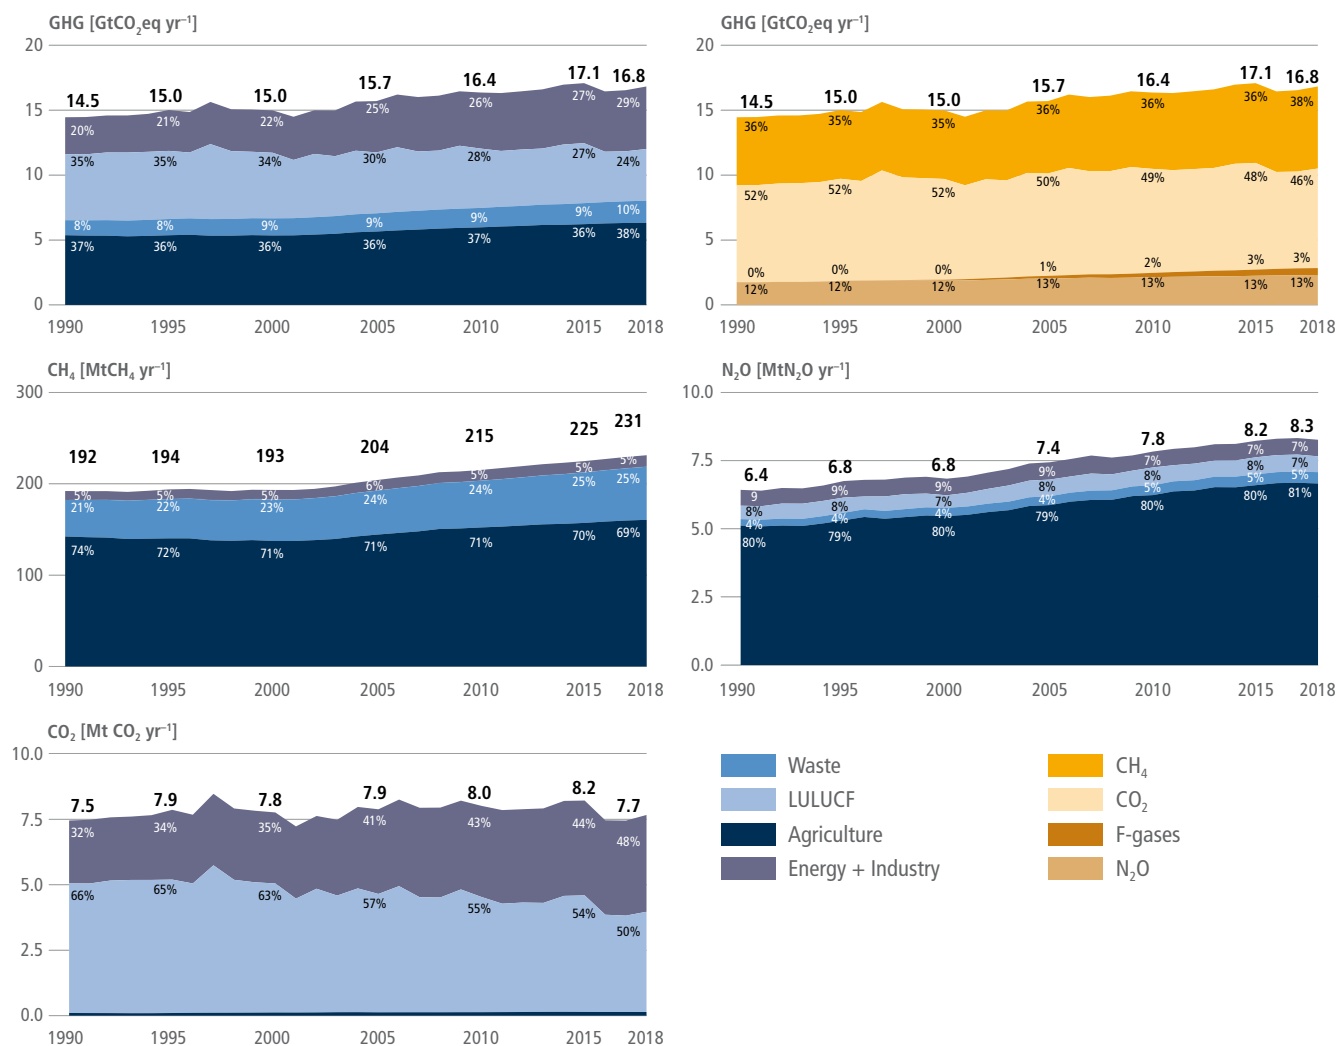 GHG [GtCO₂eq yr⁻¹]
20
15
10
5
0
14.5 15.0 15.0 15.7 16.4 17.1 16.8
20% 21% 22% 25% 26% 27% 29%
35% 35% 34% 30% 28% 27% 24%
8% 8% 9% 9% 9% 9% 10%
37% 36% 36% 36% 37% 36% 38%
1990 1995 2000 2005 2010 2015 2018
GHG [GtCO₂eq yr⁻¹]
20
15
10
5
0
14.5 15.0 15.0 15.7 16.4 17.1 16.8
36% 35% 35% 36% 36% 36% 38%
52% 52% 52% 50% 49% 48% 46%
0% 0% 0% 1% 2% 3% 3%
12% 12% 12% 13% 13% 13% 13%
1990 1995 2000 2005 2010 2015 2018
CH₄ [MtCH₄ yr⁻¹]
300
200
100
0
192 194 193 204 215 225 231
5% 5% 5% 6% 5% 5% 5%
21% 22% 23% 24% 24% 25% 25%
74% 72% 71% 71% 71% 70% 69%
1990 1995 2000 2005 2010 2015 2018
N₂O [MtN₂O yr⁻¹]
10.0
7.5
5.0
2.5
0.0
6.4 6.8 6.8 7.4 7.8 8.2 8.3
9 9% 9% 9% 7% 7% 7%
8% 8% 7% 8% 8% 8% 7%
4% 4% 4% 4% 5% 5% 5%
80% 79% 80% 79% 80% 80% 81%
1990 1995 2000 2005 2010 2015 2018
CO₂ [Mt CO₂ yr⁻¹]
10.0
7.5
5.0
2.5
0.0
7.5 7.9 7.8 7.9 8.0 8.2 7.7
32% 34% 35% 41% 43% 44% 48%
66% 65% 63% 57% 55% 54% 50%
1990 1995 2000 2005 2010 2015 2018
Waste
LULUCF
Agriculture
Energy + Industry
CH₄
CO₂
F-gases
N₂O